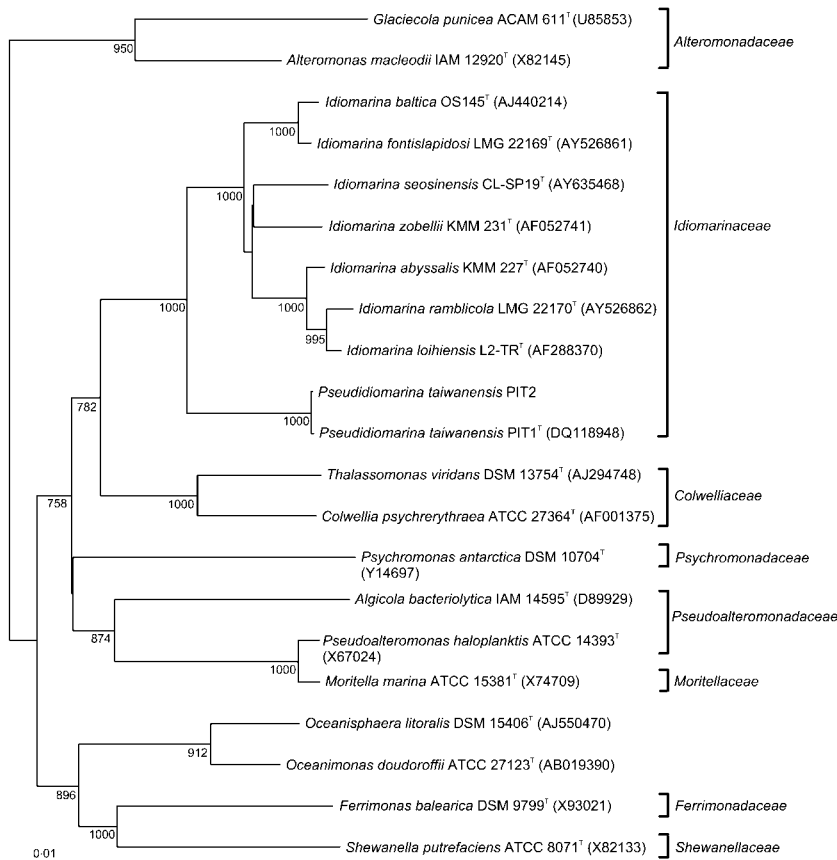 Glaciecola punicea ACAM 611ᵀ (U85853)
Alteromonadaceae
950
Alteromonas macleodii IAM 12920ᵀ (X82145)
Idiomarina baltica OS145ᵀ (AJ440214)
1000
Idiomarina fontislapidosi LMG 22169ᵀ (AY526861)
Idiomarina seosinensis CL-SP19ᵀ (AY635468)
1000
Idiomarina zobellii KMM 231ᵀ (AF052741)
Idiomarinaceae
Idiomarina abyssalis KMM 227ᵀ (AF052740)
1000
1000
Idiomarina ramblicola LMG 22170ᵀ (AY526862)
995
Idiomarina loihiensis L2-TRᵀ (AF288370)
Pseudidiomarina taiwanensis PIT2
782
1000
Pseudidiomarina taiwanensis PIT1ᵀ (DQ118948)
Thalassomonas viridans DSM 13754ᵀ (AJ294748)
758
1000
Colwelliaceae
Colwellia psychrerythraea ATCC 27364ᵀ (AF001375)
Psychromonas antarctica DSM 10704ᵀ
(Y14697)
Psychromonadaceae
Algicola bacteriolytica IAM 14595ᵀ (D89929)
Pseudoalteromonadaceae
874
Pseudoalteromonas haloplanktis ATCC 14393ᵀ
(X67024)
1000
Moritella marina ATCC 15381ᵀ (X74709)
Moritellaceae
Oceanisphaera litoralis DSM 15406ᵀ (AJ550470)
912
Oceanimonas doudoroffii ATCC 27123ᵀ (AB019390)
896
Ferrimonas balearica DSM 9799ᵀ (X93021)
Ferrimonadaceae
1000
Shewanella putrefaciens ATCC 8071ᵀ (X82133)
Shewanellaceae
0·01